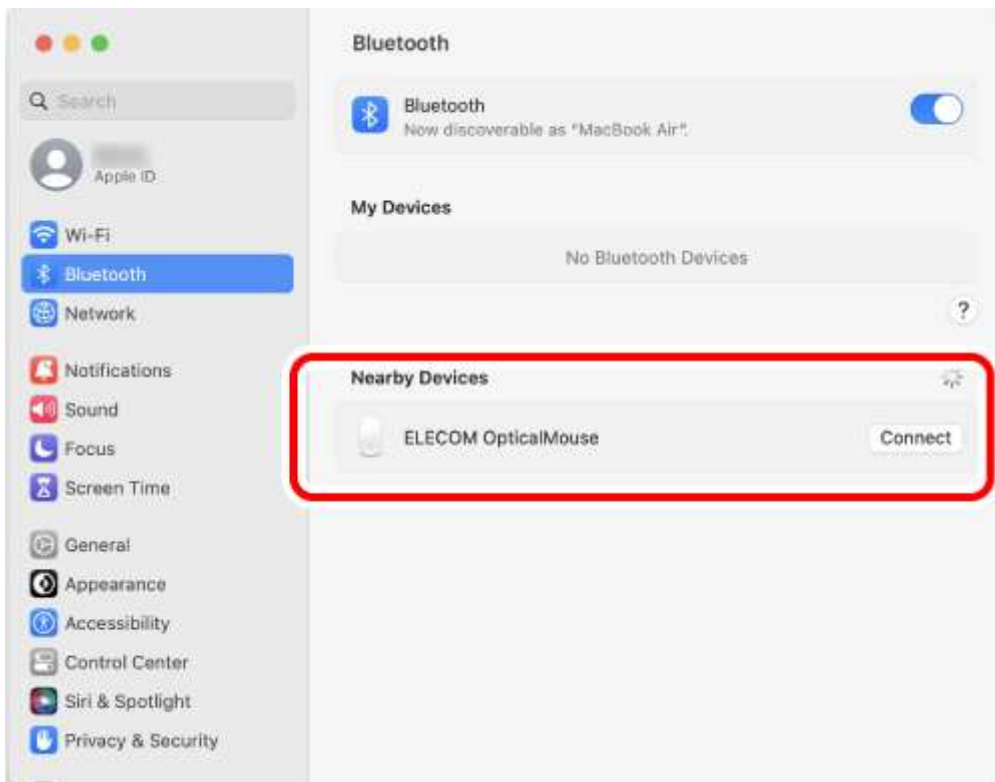 Bluetooth
Search
Bluetooth
Now discoverable as "MacBook Air".
Apple ID
My Devices
Wi-Fi
No Bluetooth Devices
Bluetooth
Network
?
Nearby Devices
Notifications
Sound
ELECOM OpticalMouse
Connect
Focus
Screen Time
General
Appearance
Accessibility
Control Center
Siri & Spotlight
Privacy & Security